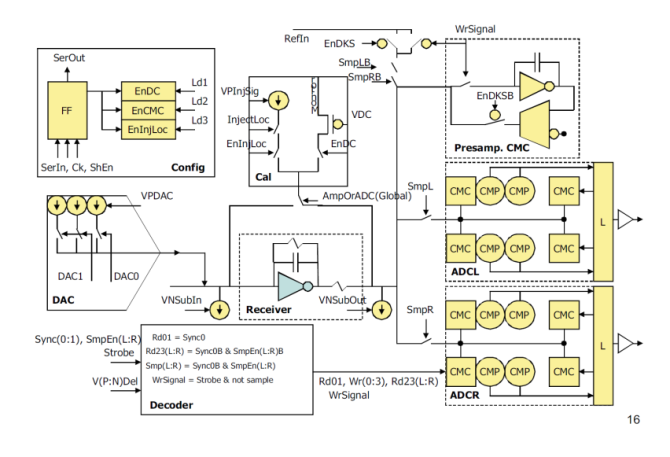 RefIn
EnDKS
WrSignal
SmpLB
SmpRB
EnDKSB
Presamp. CMC
SerOut
FF
EnDC
EnCMC
EnInjLoc
Ld1
Ld2
Ld3
SerIn, Ck, ShEn
Config
VPInjSig
InjectLoc
EnInjLoc
VDC
EnDC
Cal
AmpOrADC(Global)
SmpL
CMC
CMP
CMP
CMC
L
CMC
CMP
CMP
CMC
ADCL
VPDAC
DAC1
DAC0
DAC
VNSubIn
Receiver
VNSubOut
SmpR
CMC
CMP
CMP
CMC
L
CMC
CMP
CMP
CMC
ADCR
Sync(0:1), SmpEn(L:R)
Strobe
V(P:N)Del
Rd01 = Sync0
Rd23(L:R) = Sync0B & SmpEn(L:R)B
Smp(L:R) = Sync0B & SmpEn(L:R)
WrSignal = Strobe & not sample
Decoder
Rd01, Wr(0:3), Rd23(L:R)
WrSignal
16